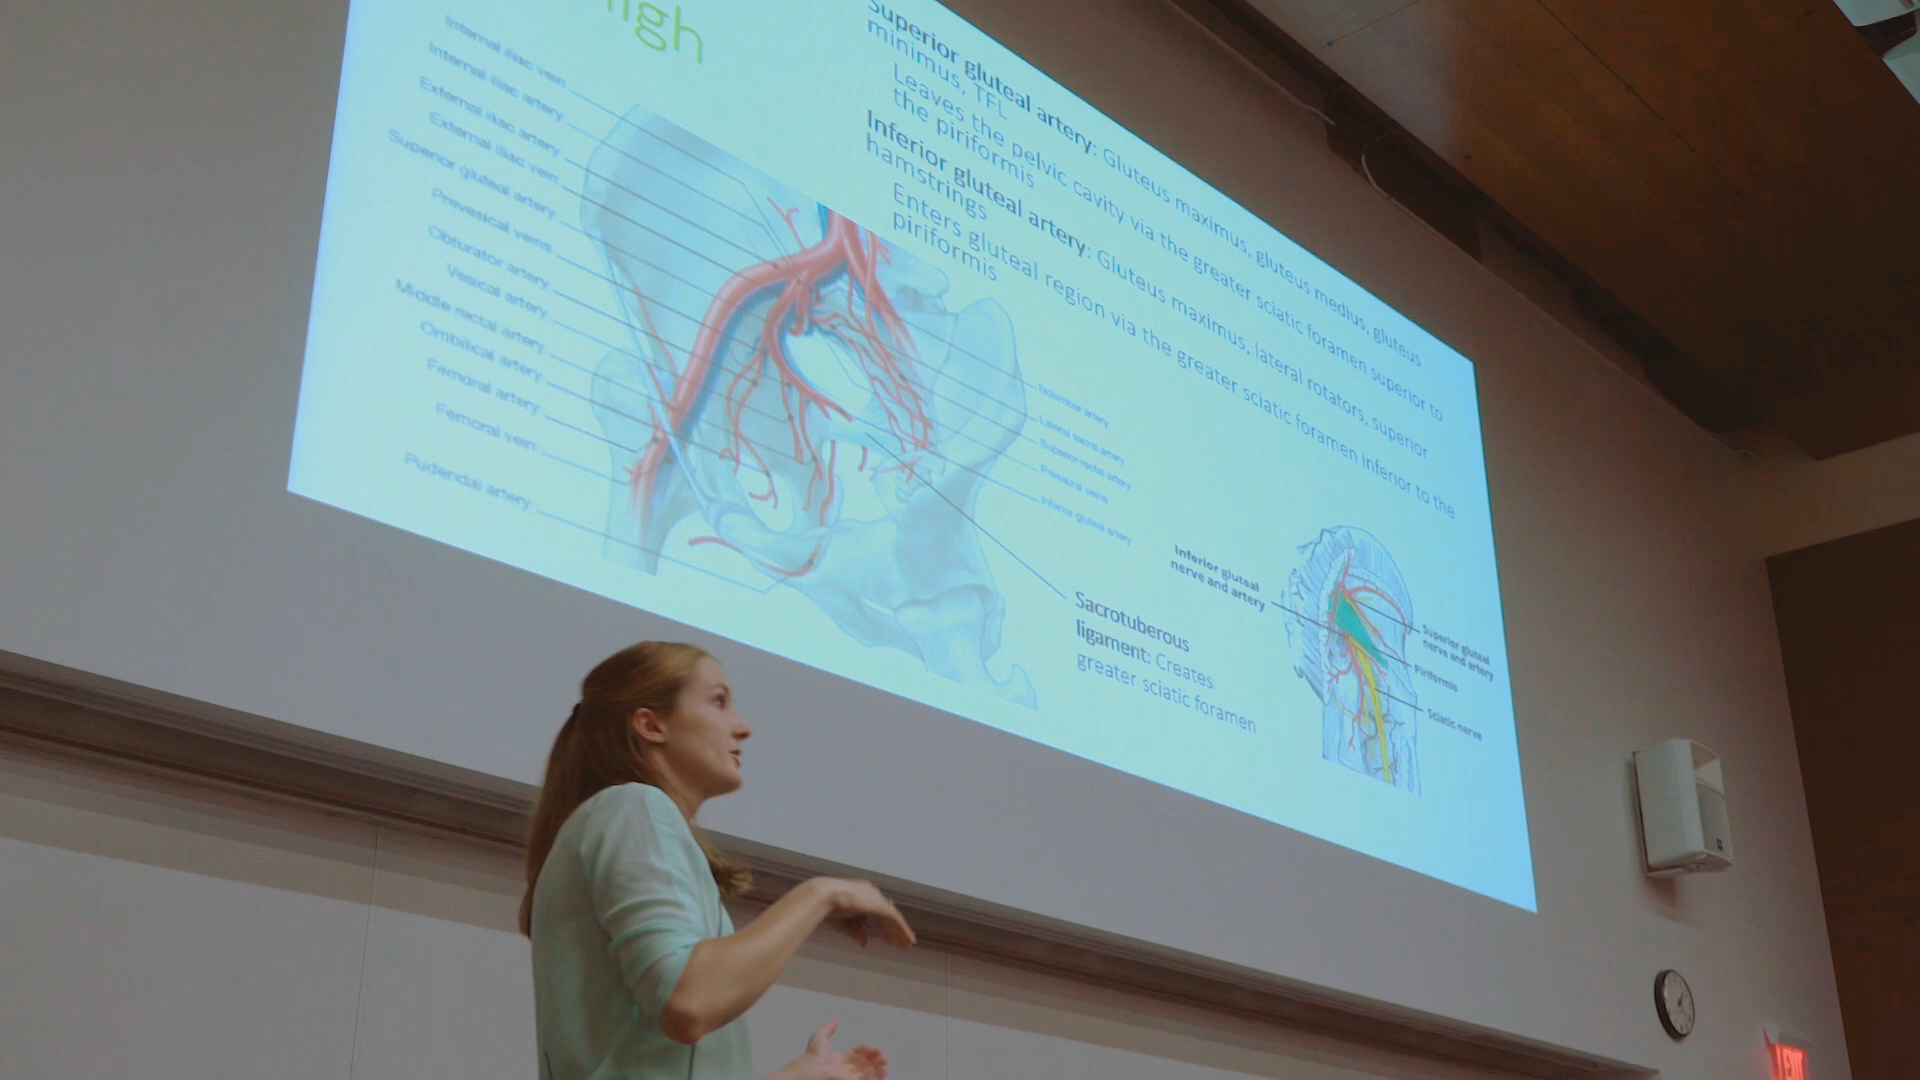 igh
Internal iliac vein
Internal iliac artery
External iliac artery
External iliac vein
Superior gluteal artery
Prevesical veins
Obturator artery
Vesical artery
Middle rectal artery
Ombilical artery
Femoral artery
Femoral vein
Pudendal artery
Superior gluteal artery: Gluteus maximus, gluteus medius, gluteus
minimus, TFL
Leaves the pelvic cavity via the greater sciatic foramen superior to
the piriformis
Inferior gluteal artery: Gluteus maximus, lateral rotators, superior
hamstrings
Enters gluteal region via the greater sciatic foramen inferior to the
piriformis
Iliolumbar artery
Lateral sacral artery
Superior rectal artery
Presacral veins
Inferior gluteal artery
Sacrotuberous
ligament: Creates
greater sciatic foramen
Inferior gluteal
nerve and artery
Superior gluteal
nerve and artery
Piriformis
Sciatic nerve
EXIT